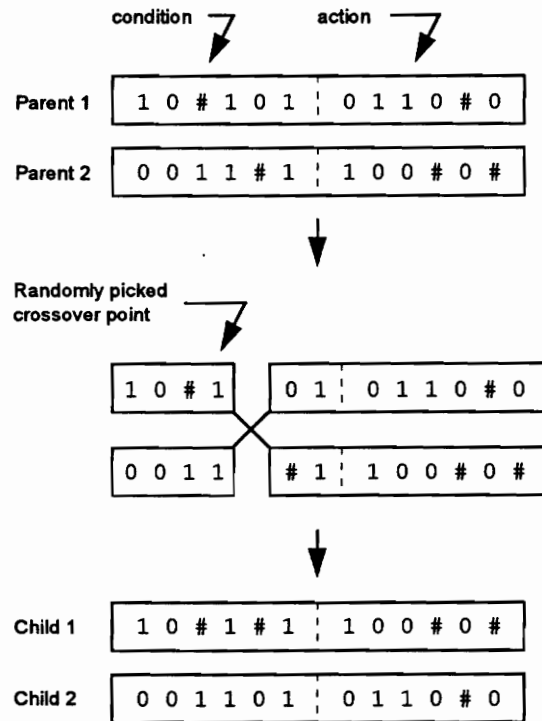 condition action
Parent 1 1 0 # 1 0 1 0 1 1 0 # 0
Parent 2 0 0 1 1 # 1 1 0 0 # 0 #
Randomly picked
crossover point
1 0 # 1 0 1 0 1 1 0 # 0
0 0 1 1 # 1 1 0 0 # 0 #
Child 1 1 0 # 1 # 1 1 0 0 # 0 #
Child 2 0 0 1 1 0 1 0 1 1 0 # 0